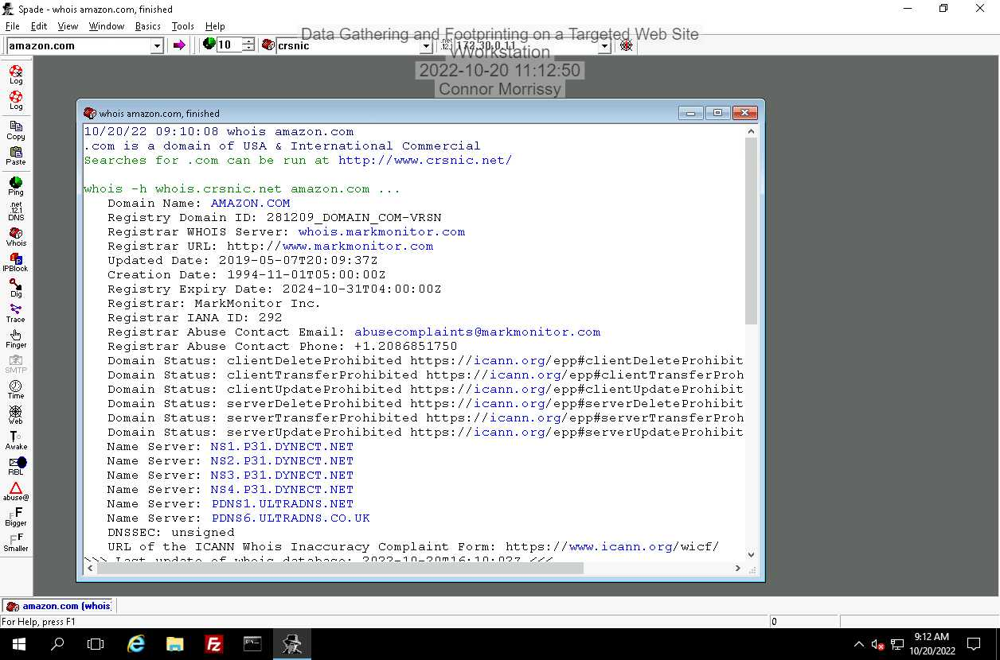 Spade - whois amazon.com, finished
File Edit View Window Basics Tools Help
Data Gathering and Footprinting on a Targeted Web Site
amazon.com 10 crsnic .net 12.1 172.30.0.11
vWorkstation
2022-10-20 11:12:50
Connor Morrissy
Log
Log
Copy
Paste
Ping
.net
12.1
DNS
Whois
IPBlock
Dig
Trace
Finger
SMTP
Time
Web
T
Awake
RBL
abuse@
FF
Bigger
FF
Smaller
whois amazon.com, finished
10/20/22 09:10:08 whois amazon.com
.com is a domain of USA & International Commercial
Searches for .com can be run at http://www.crsnic.net/
whois -h whois.crsnic.net amazon.com ...
Domain Name: AMAZON.COM
Registry Domain ID: 281209_DOMAIN_COM-VRSN
Registrar WHOIS Server: whois.markmonitor.com
Registrar URL: http://www.markmonitor.com
Updated Date: 2019-05-07T20:09:37Z
Creation Date: 1994-11-01T05:00:00Z
Registry Expiry Date: 2024-10-31T04:00:00Z
Registrar: MarkMonitor Inc.
Registrar IANA ID: 292
Registrar Abuse Contact Email: abusecomplaints@markmonitor.com
Registrar Abuse Contact Phone: +1.2086851750
Domain Status: clientDeleteProhibited https://icann.org/epp#clientDeleteProhibit
Domain Status: clientTransferProhibited https://icann.org/epp#clientTransferProh
Domain Status: clientUpdateProhibited https://icann.org/epp#clientUpdateProhibit
Domain Status: serverDeleteProhibited https://icann.org/epp#serverDeleteProhibit
Domain Status: serverTransferProhibited https://icann.org/epp#serverTransferProh
Domain Status: serverUpdateProhibited https://icann.org/epp#serverUpdateProhibit
Name Server: NS1.P31.DYNECT.NET
Name Server: NS2.P31.DYNECT.NET
Name Server: NS3.P31.DYNECT.NET
Name Server: NS4.P31.DYNECT.NET
Name Server: PDNS1.ULTRADNS.NET
Name Server: PDNS6.ULTRADNS.CO.UK
DNSSEC: unsigned
URL of the ICANN Whois Inaccuracy Complaint Form: https://www.icann.org/wicf/
>>> Last update of whois database: 2022-10-20T16:10:02Z <<<
amazon.com (whois
For Help, press F1
0
9:12 AM
10/20/2022